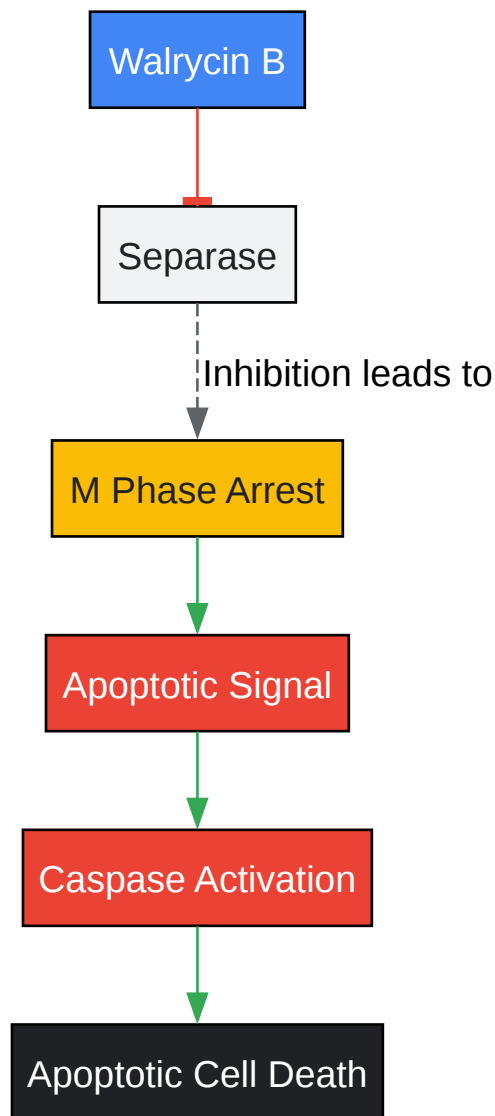 Walrycin B
Separase
Inhibition leads to
M Phase Arrest
Apoptotic Signal
Caspase Activation
Apoptotic Cell Death